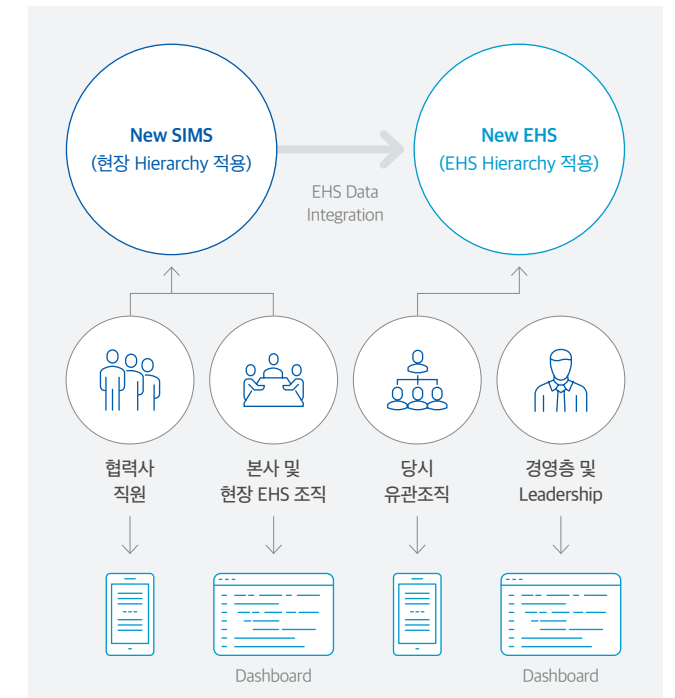 New SIMS
(현장 Hierarchy 적용)
New EHS
(EHS Hierarchy 적용)
EHS Data
Integration
협력사
직원
본사 및
현장 EHS 조직
당시
유관조직
경영층 및
Leadership
Dashboard
Dashboard